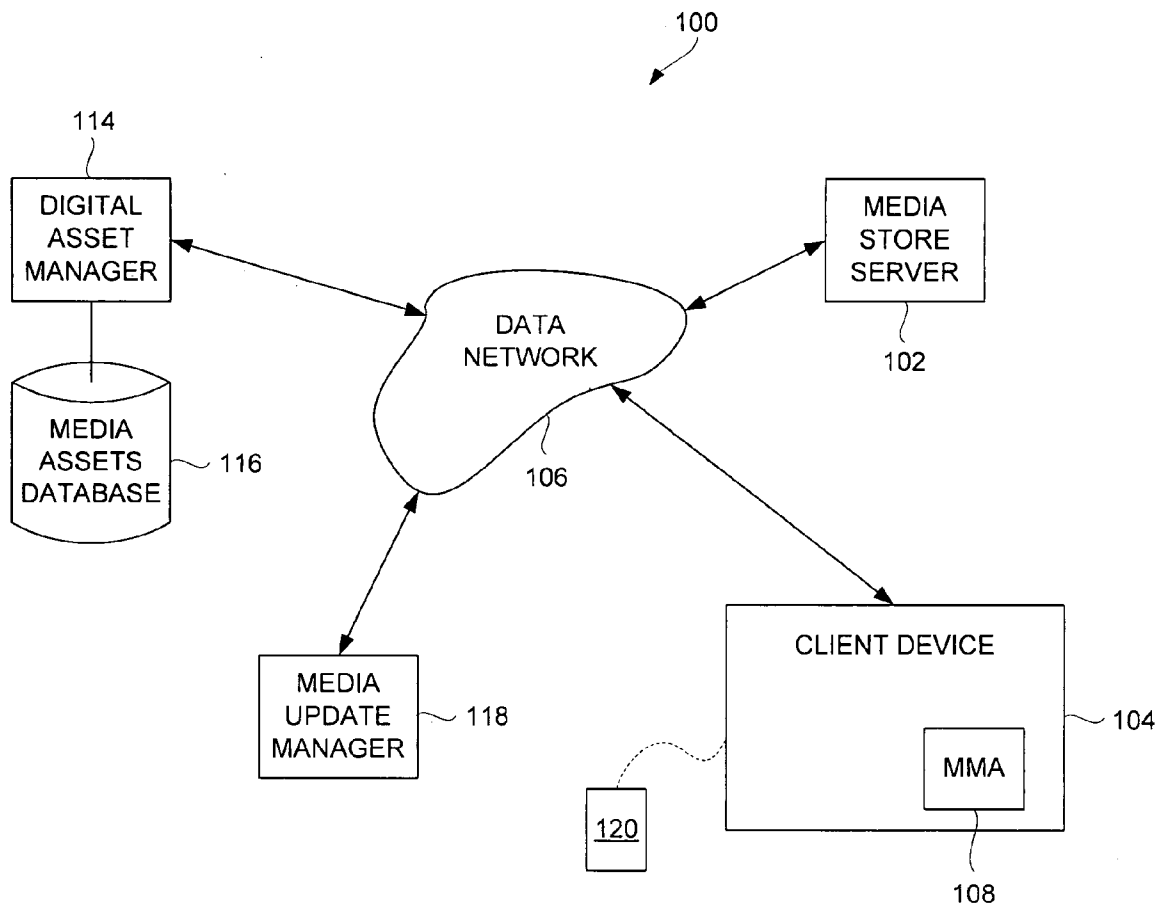 100
114
DIGITAL
ASSET
MANAGER
MEDIA
STORE
SERVER
102
DATA
NETWORK
106
MEDIA
ASSETS
DATABASE
116
MEDIA
UPDATE
MANAGER
118
CLIENT DEVICE
104
MMA
108
120